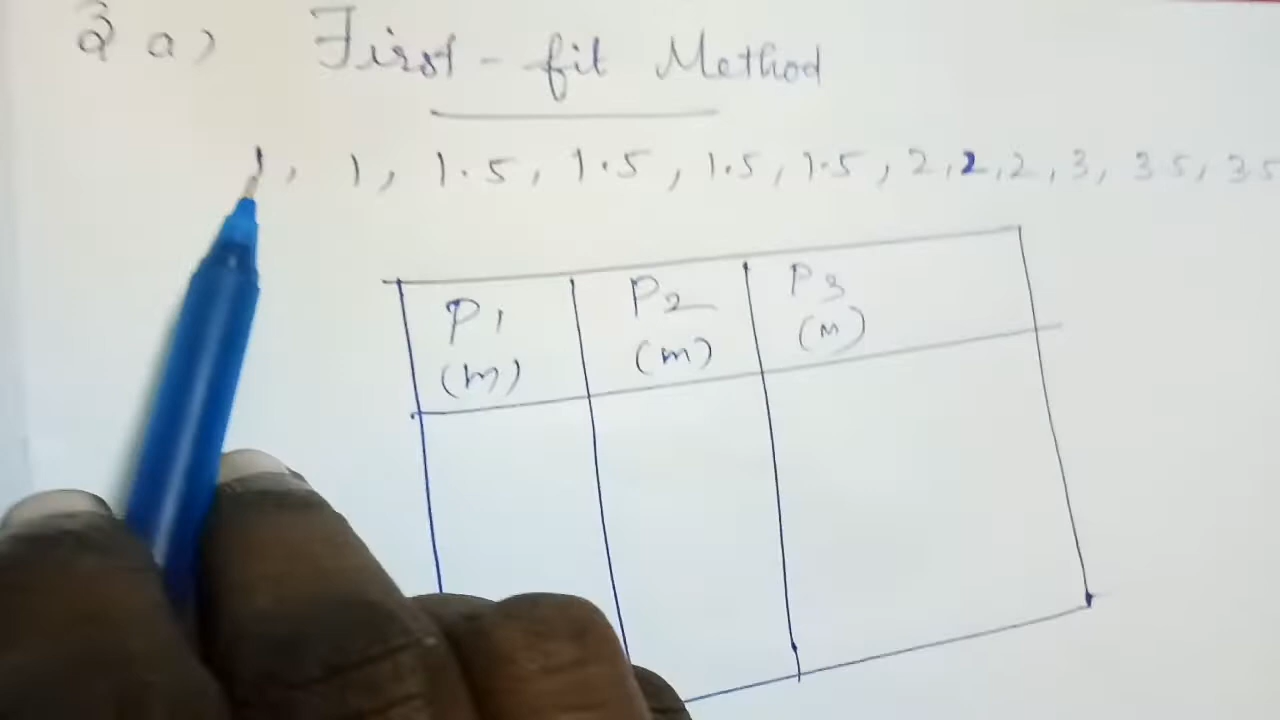 Q a)
First-fit Method
1, 1, 1.5, 1.5, 1.5, 1.5, 2, 2, 2, 3, 3.5, 3.5
P1 P2 P3
(m) (m) (m)